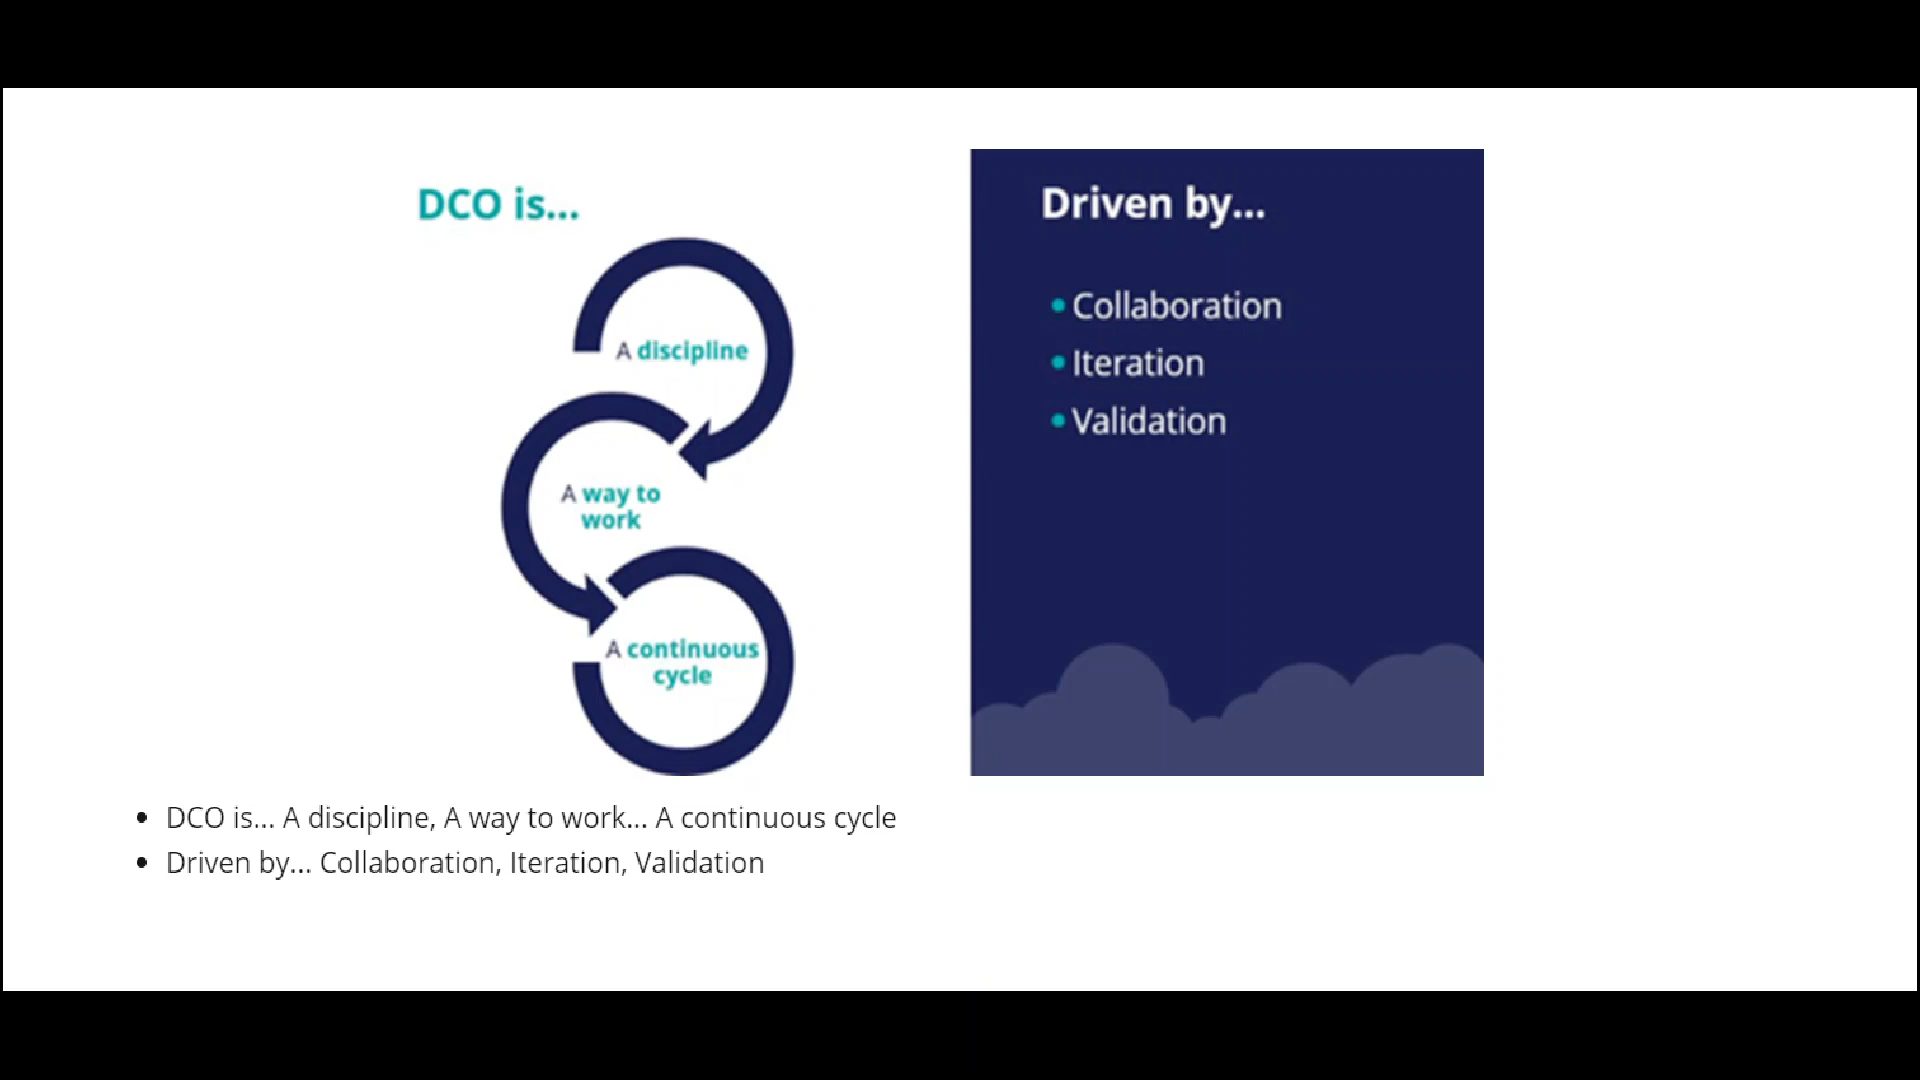 DCO is...
A discipline
A way to
work
A continuous
cycle
Driven by...
• Collaboration
• Iteration
• Validation
• DCO is... A discipline, A way to work... A continuous cycle
• Driven by... Collaboration, Iteration, Validation